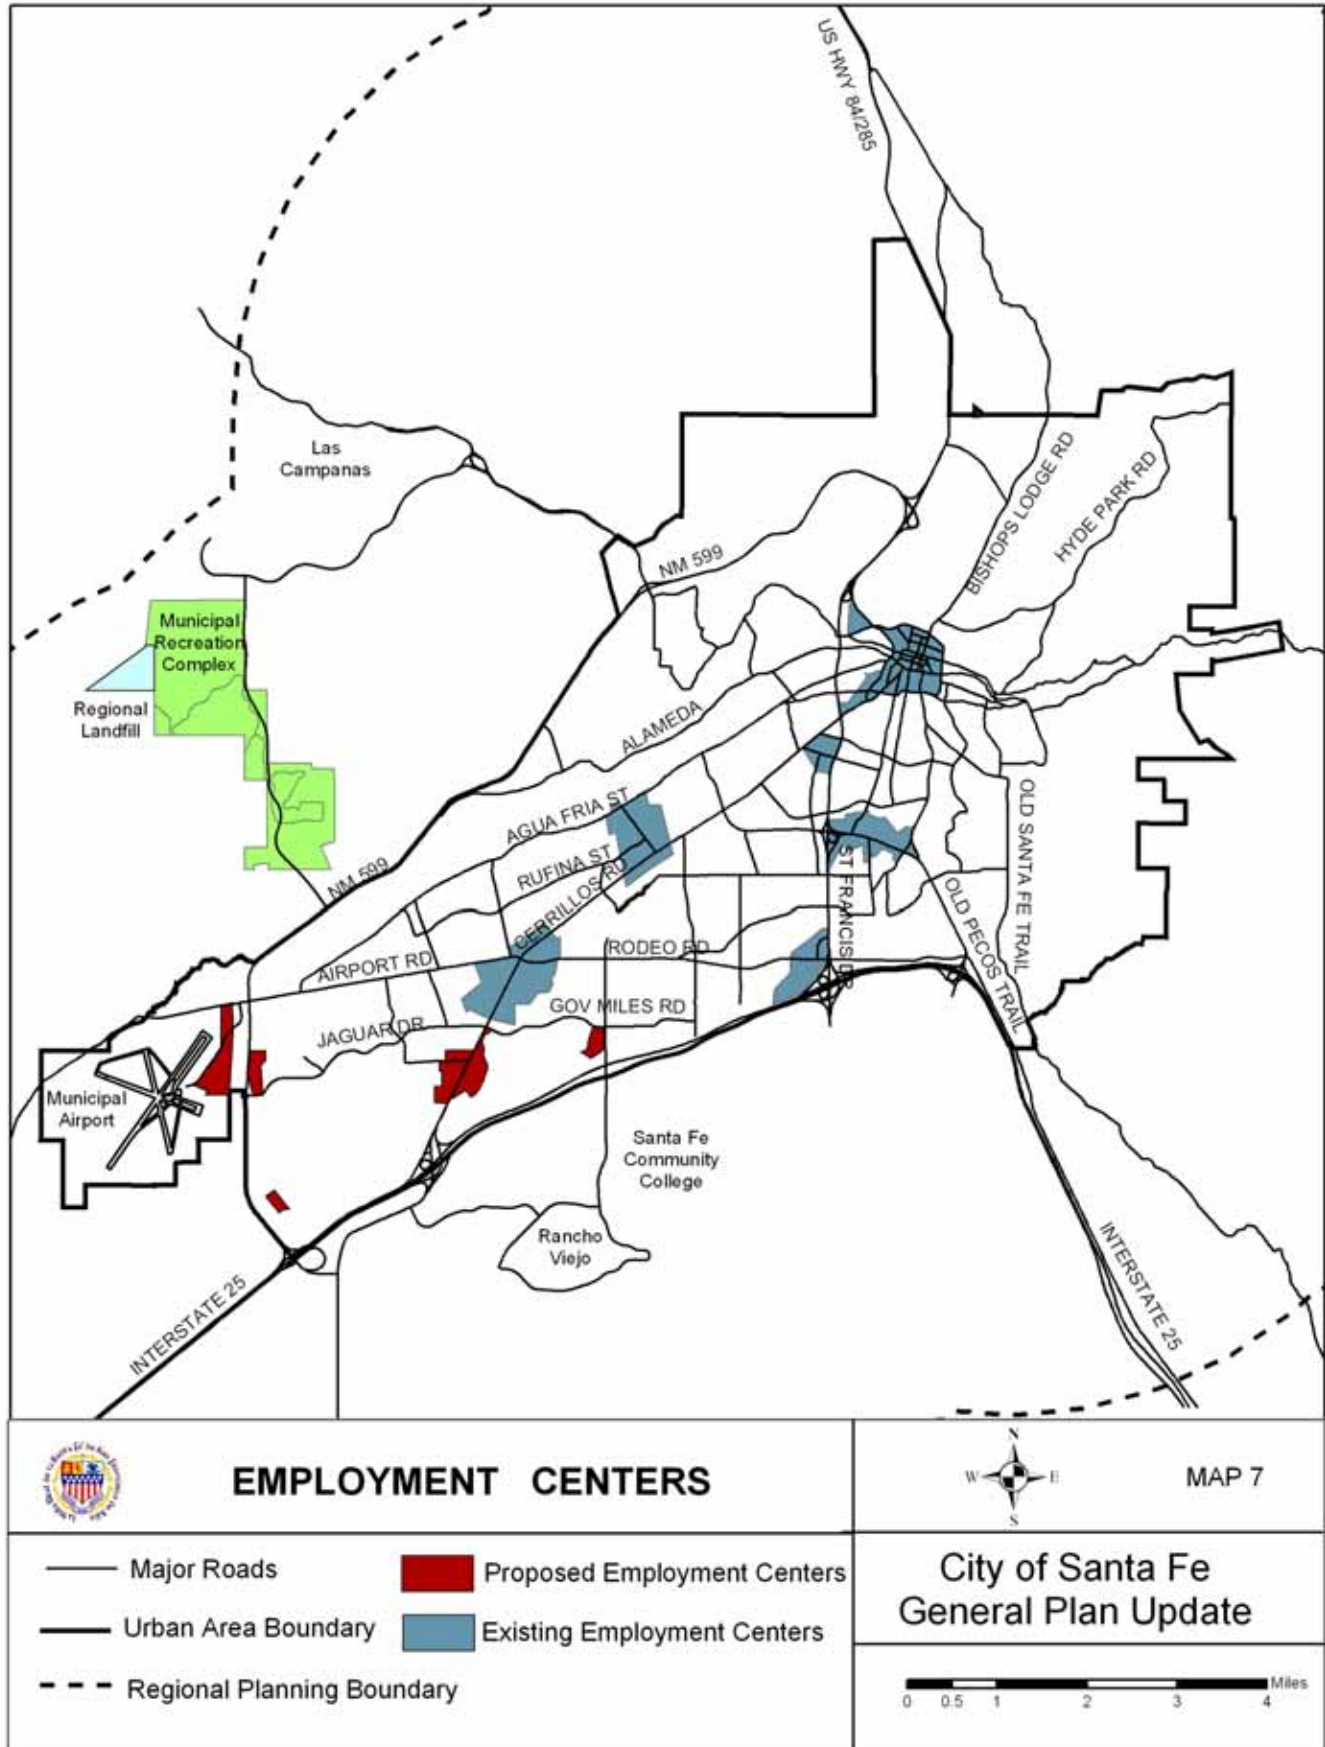 US HWY 84/285
Las
Campanas
BISHOPS LODGE RD
HYDE PARK RD
NM 599
Municipal
Recreation
Complex
Regional
Landfill
ALAMEDA
AGUA FRIA ST
RUFINA ST
CERRILLOS RD
NM 599
ST FRANCIS DR
OLD SANTA FE TRAIL
OLD PECOS TRAIL
AIRPORT RD
RODEO RD
GOV MILES RD
JAGUAR DR
Municipal
Airport
Santa Fe
Community
College
Rancho
Viejo
INTERSTATE 25
INTERSTATE 25
EMPLOYMENT CENTERS
N
W E
S
MAP 7
Major Roads
Urban Area Boundary
Regional Planning Boundary
Proposed Employment Centers
Existing Employment Centers
City of Santa Fe
General Plan Update
Miles
0 0.5 1 2 3 4